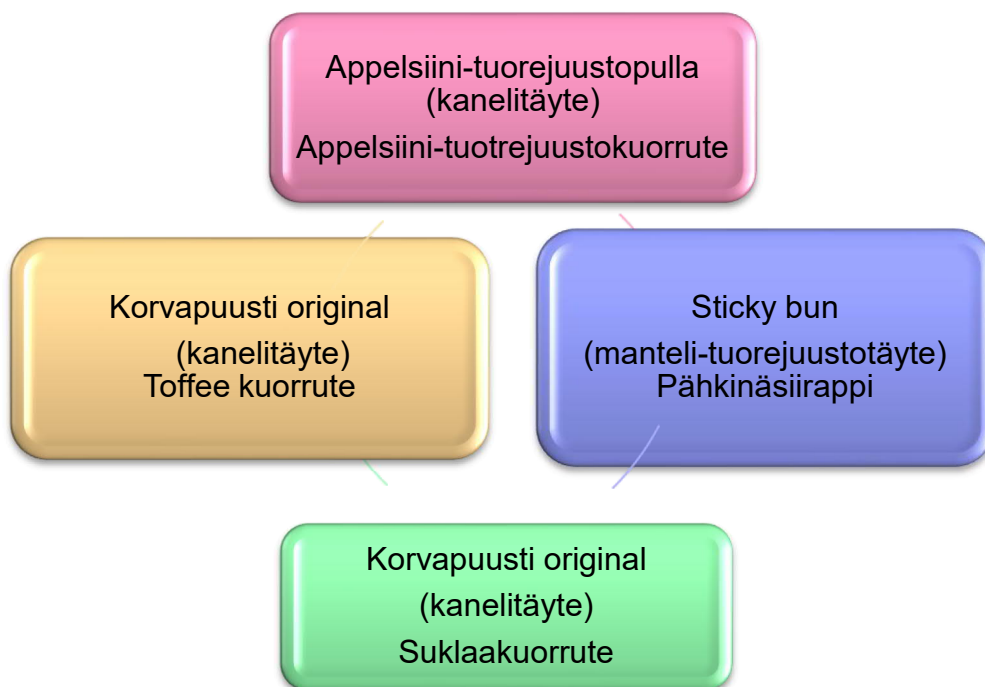 Appelsiini-tuorejuustopulla
(kanelitäyte)
Appelsiini-tuotrejuustokuorrute
Korvapuusti original
(kanelitäyte)
Toffee kuorrute
Sticky bun
(manteli-tuorejuustotäyte)
Pähkinäsiirappi
Korvapuusti original
(kanelitäyte)
Suklaakuorrute